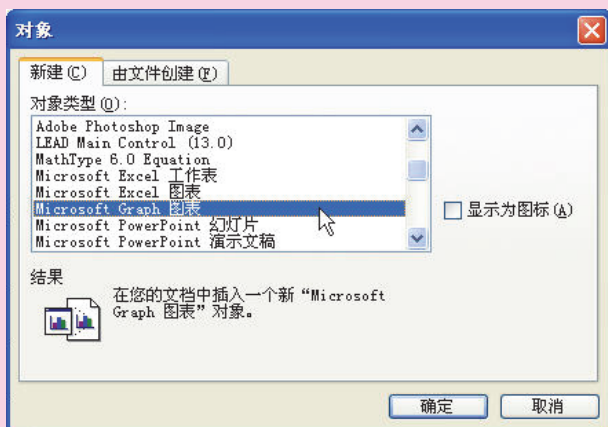 对象
新建(C)
由文件创建(F)
对象类型(O):
Adobe Photoshop Image
LEAD Main Control (13.0)
MathType 6.0 Equation
Microsoft Excel 工作表
Microsoft Excel 图表
Microsoft Graph 图表
Microsoft PowerPoint 幻灯片
Microsoft PowerPoint 演示文稿
显示为图标(A)
结果
在您的文档中插入一个新“Microsoft
Graph 图表”对象。
确定
取消